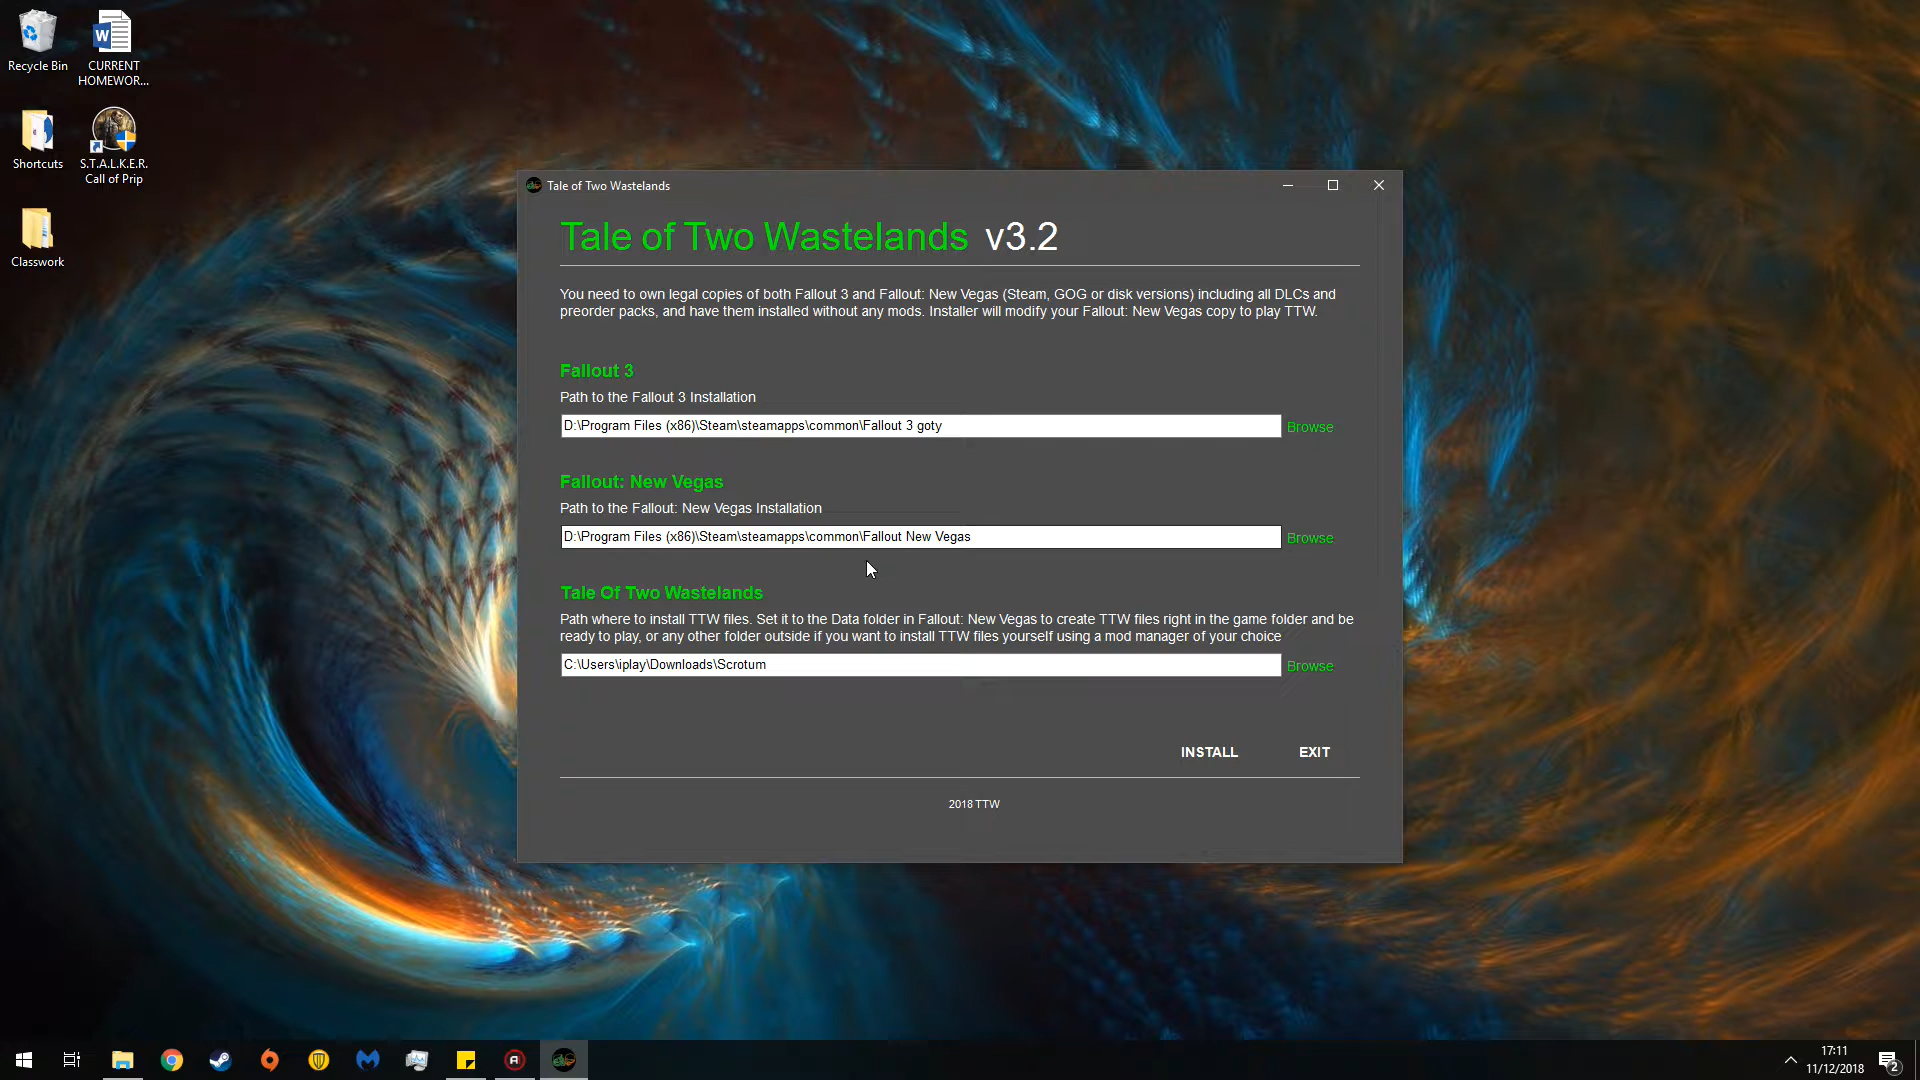 Recycle Bin
CURRENT
HOMEWOR...
Shortcuts
S.T.A.L.K.E.R.
Call of Prip
Classwork
Tale of Two Wastelands
Tale of Two Wastelands v3.2
You need to own legal copies of both Fallout 3 and Fallout: New Vegas (Steam, GOG or disk versions) including all DLCs and
preorder packs, and have them installed without any mods. Installer will modify your Fallout: New Vegas copy to play TTW.
Fallout 3
Path to the Fallout 3 Installation
D:\Program Files (x86)\Steam\steamapps\common\Fallout 3 goty
Browse
Fallout: New Vegas
Path to the Fallout: New Vegas Installation
D:\Program Files (x86)\Steam\steamapps\common\Fallout New Vegas
Browse
Tale Of Two Wastelands
Path where to install TTW files. Set it to the Data folder in Fallout: New Vegas to create TTW files right in the game folder and be
ready to play, or any other folder outside if you want to install TTW files yourself using a mod manager of your choice
C:\Users\iplay\Downloads\Scrotum
Browse
INSTALL
EXIT
2018 TTW
17:11
11/12/2018
2